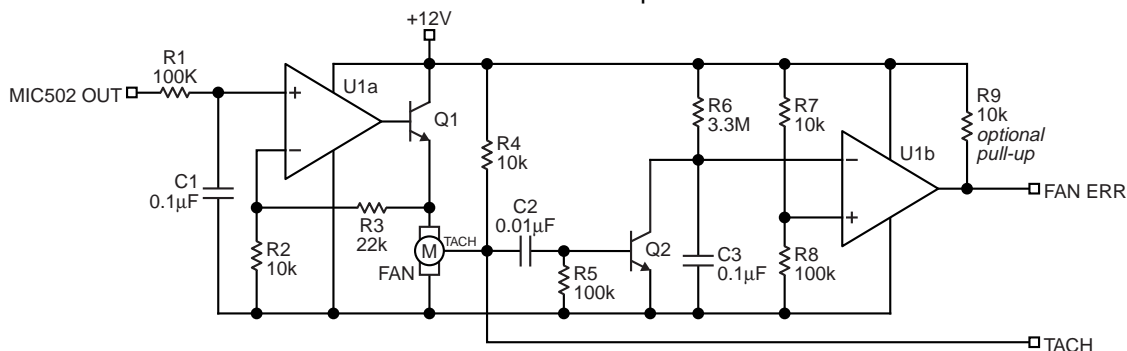 +12V
R1
100K
MIC502 OUT
U1a
+
−
Q1
C1
0.1µF
R2
10k
R3
22k
R4
10k
M
TACH
FAN
C2
0.01µF
R5
100k
Q2
R6
3.3M
C3
0.1µF
R7
10k
R8
100k
−
+
U1b
R9
10k
optional
pull-up
FAN ERR
TACH